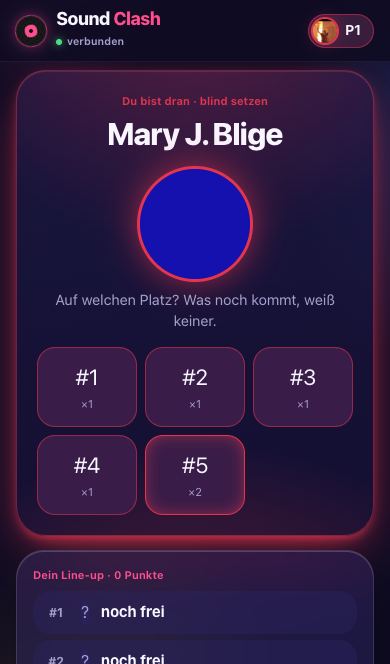 Sound Clash
verbunden
P1
Du bist dran · blind setzen
Mary J. Blige
Auf welchen Platz? Was noch kommt, weiß
keiner.
#1
×1
#2
×1
#3
×1
#4
×1
#5
×2
Dein Line-up · 0 Punkte
#1 ? noch frei
#2 ? noch frei